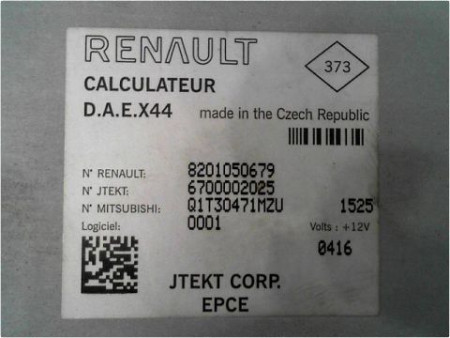 RENAULT
373
CALCULATEUR
D.A.E.X44 made in the Czech Republic
N° RENAULT: 8201050679
N° JTEKT: 6700002025
N° MITSUBISHI: Q1T30471MZU 1525
Logiciel: 0001 Volts : +12V
0416
JTEKT CORP.
EPCE